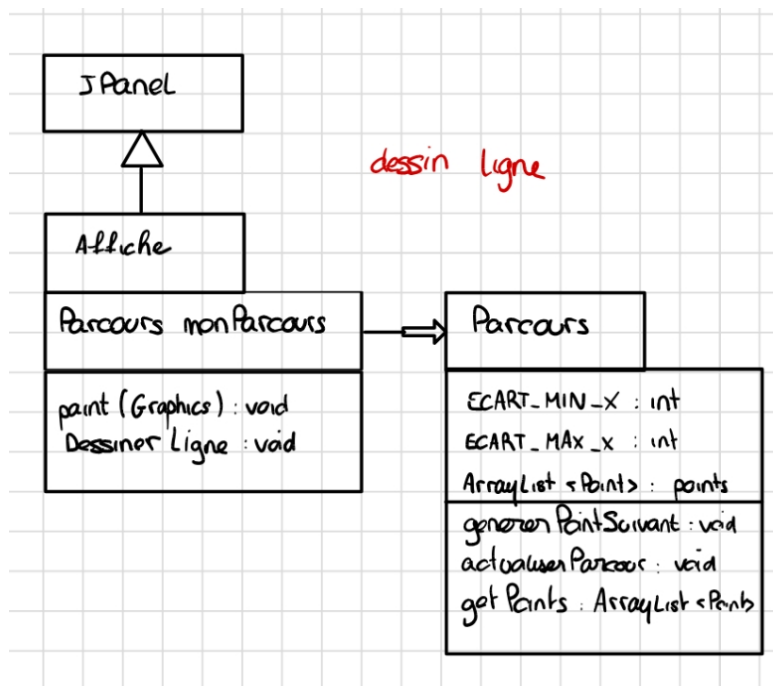 JPanel
dessin ligne
Affiche
Parcours monParcours
paint (Graphics) : void
Dessiner Ligne : void
Parcours
ECART_MIN_X : int
ECART_MAX_X : int
ArrayList <Point> : points
generer PointSuivant : void
actualiser Parcour : void
get Points : ArrayList <Point>